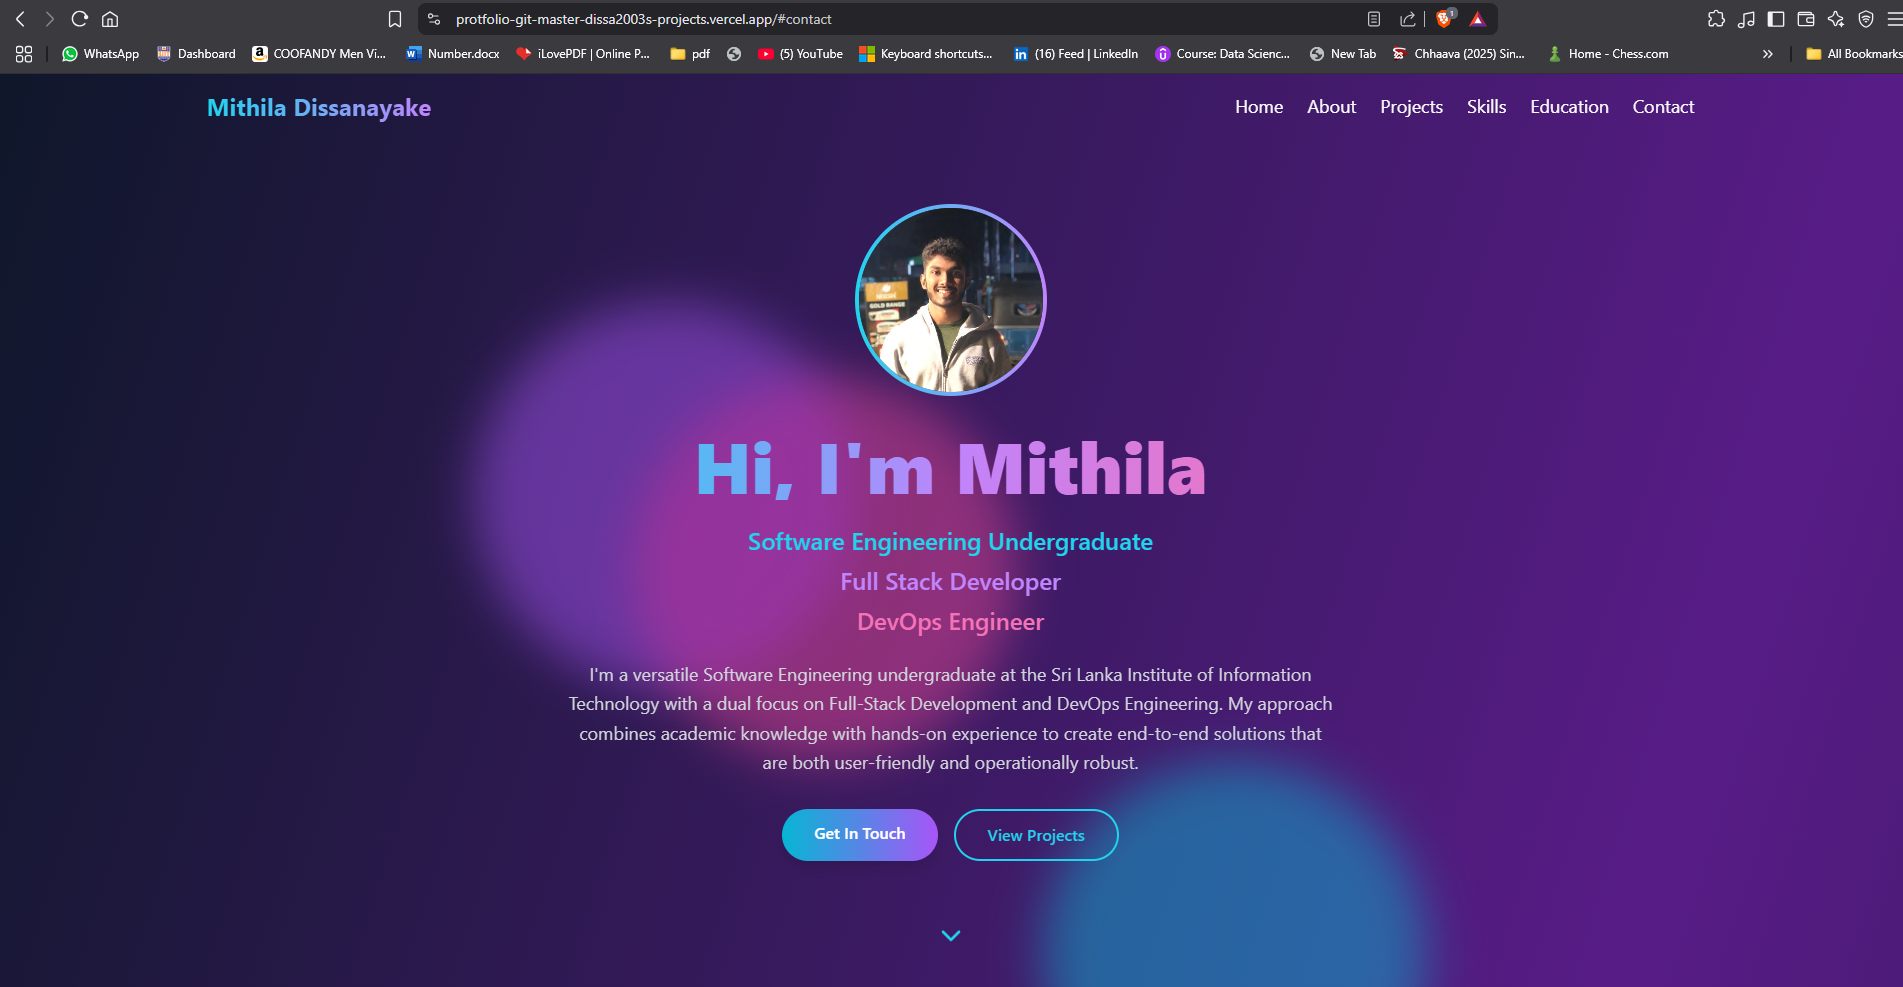 protfolio-git-master-dissa2003s-projects.vercel.app/#contact
1
WhatsApp
Dashboard
COOFANDY Men Vi...
Number.docx
iLovePDF | Online P...
pdf
(5) YouTube
Keyboard shortcuts...
(16) Feed | LinkedIn
Course: Data Scienc...
New Tab
Chhaava (2025) Sin...
Home - Chess.com
»
All Bookmarks
Mithila Dissanayake
Home
About
Projects
Skills
Education
Contact
GOLD RANGE
Hi, I'm Mithila
Software Engineering Undergraduate
Full Stack Developer
DevOps Engineer
I'm a versatile Software Engineering undergraduate at the Sri Lanka Institute of Information
Technology with a dual focus on Full-Stack Development and DevOps Engineering. My approach
combines academic knowledge with hands-on experience to create end-to-end solutions that
are both user-friendly and operationally robust.
Get In Touch
View Projects